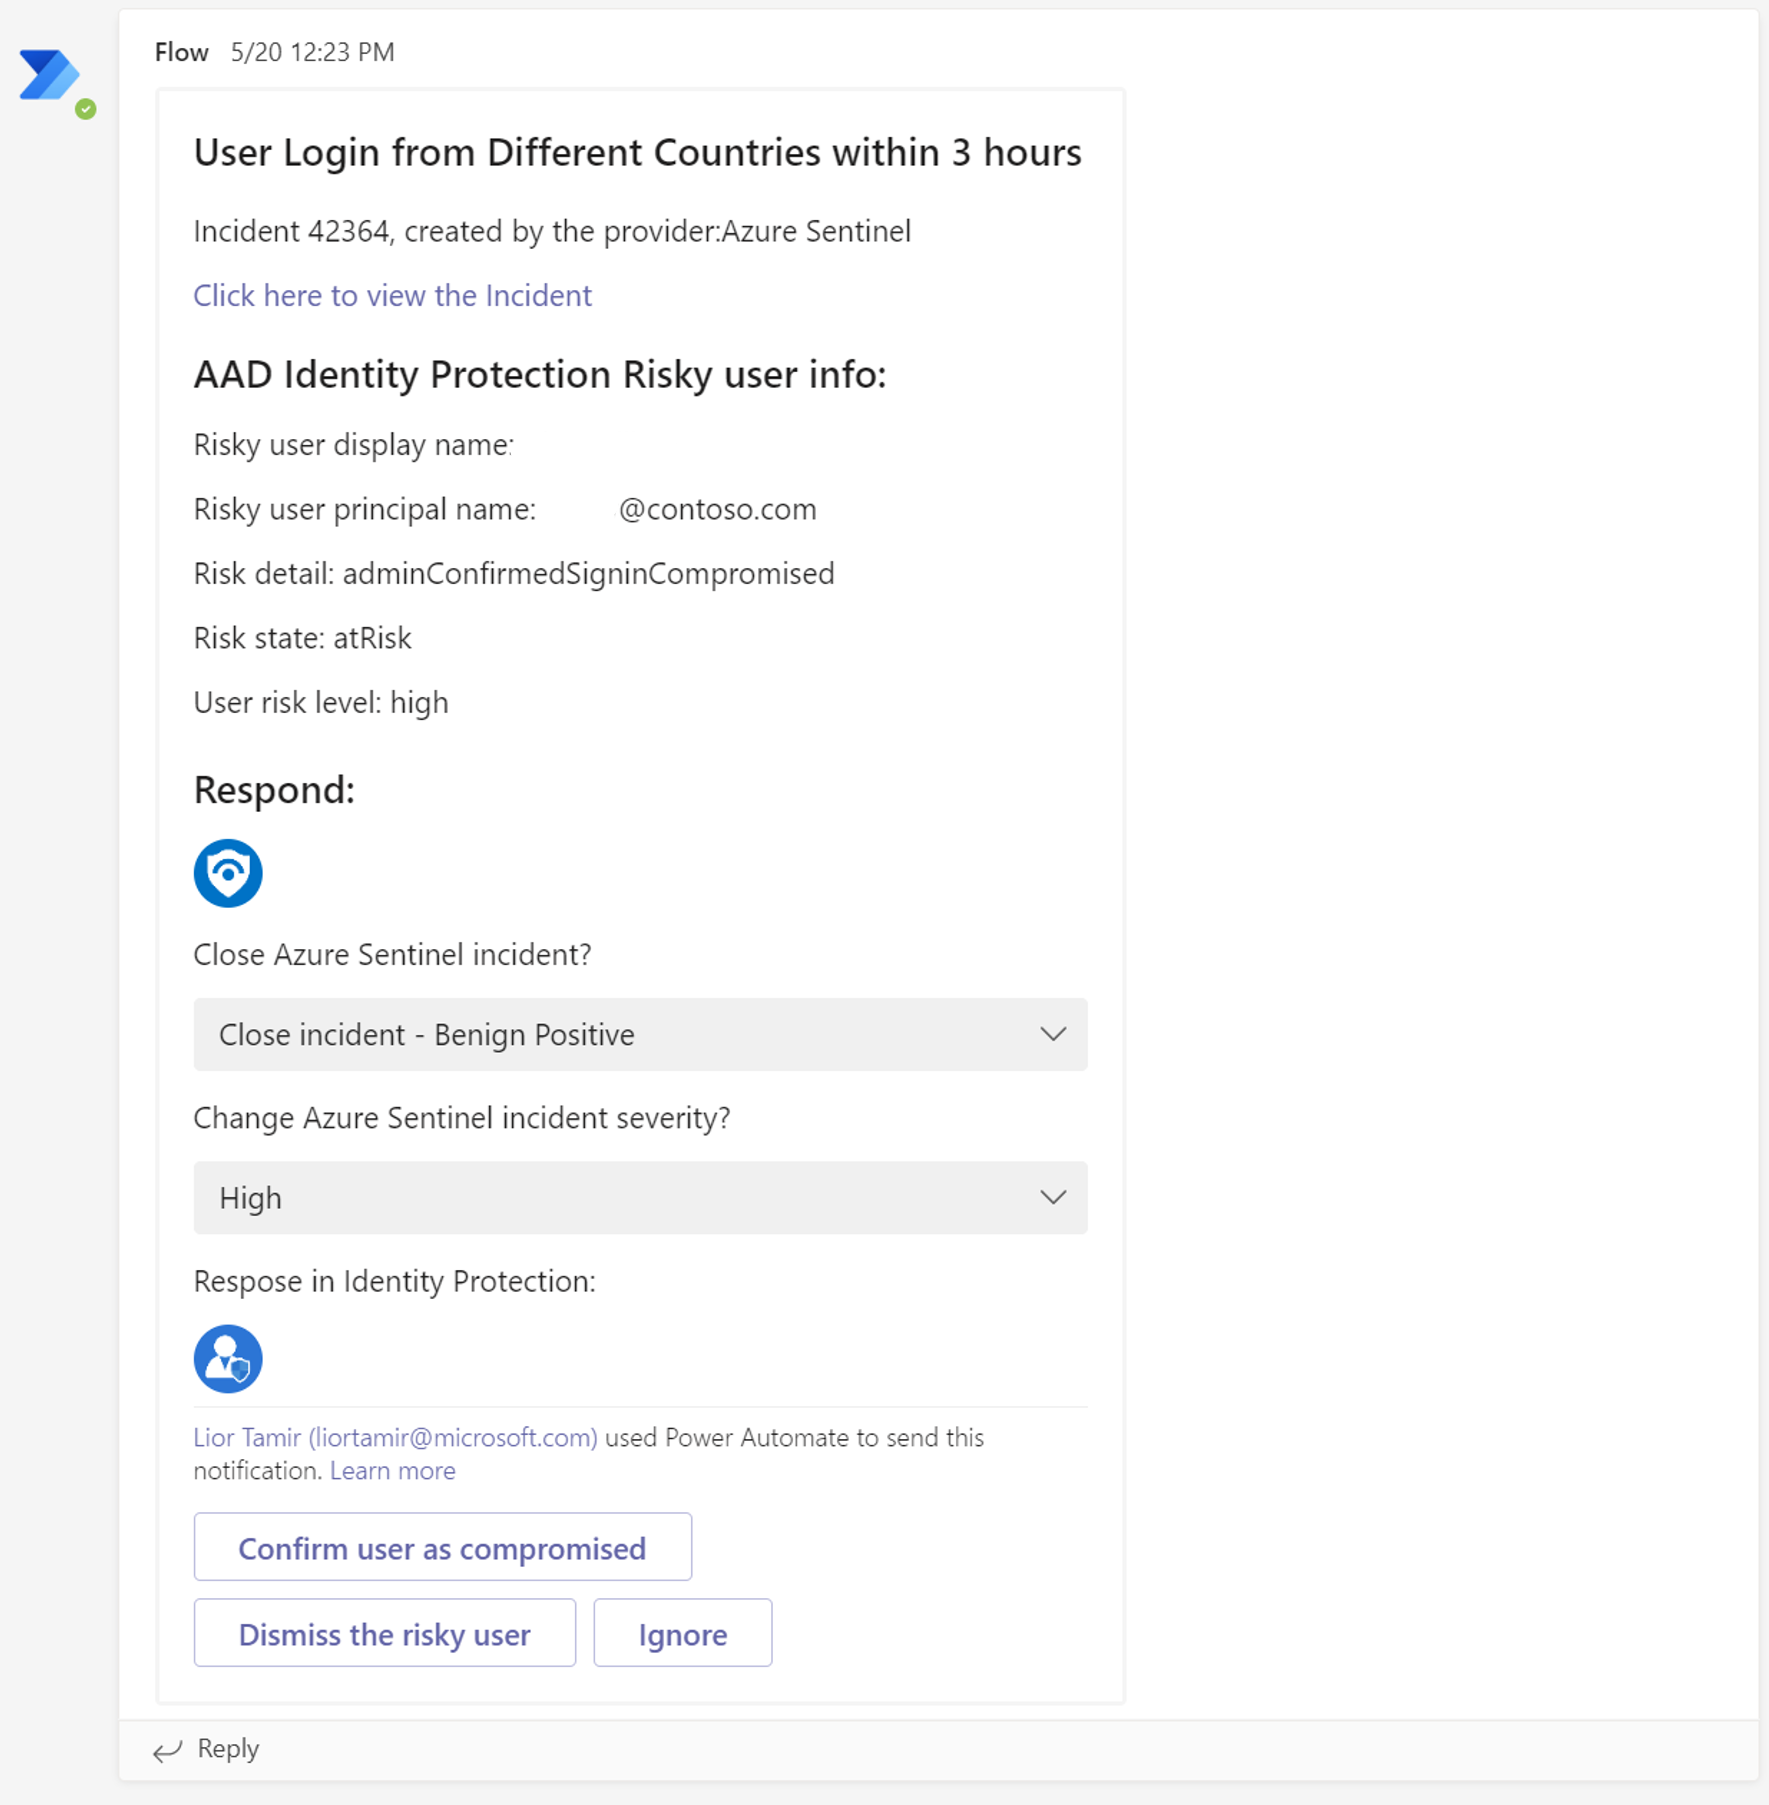 Flow 5/20 12:23 PM
User Login from Different Countries within 3 hours
Incident 42364, created by the provider:Azure Sentinel
Click here to view the Incident
AAD Identity Protection Risky user info:
Risky user display name:
Risky user principal name: @contoso.com
Risk detail: adminConfirmedSigninCompromised
Risk state: atRisk
User risk level: high
Respond:
Close Azure Sentinel incident?
Close incident - Benign Positive
Change Azure Sentinel incident severity?
High
Respose in Identity Protection:
Lior Tamir (liortamir@microsoft.com) used Power Automate to send this
notification. Learn more
Confirm user as compromised
Dismiss the risky user Ignore
Reply